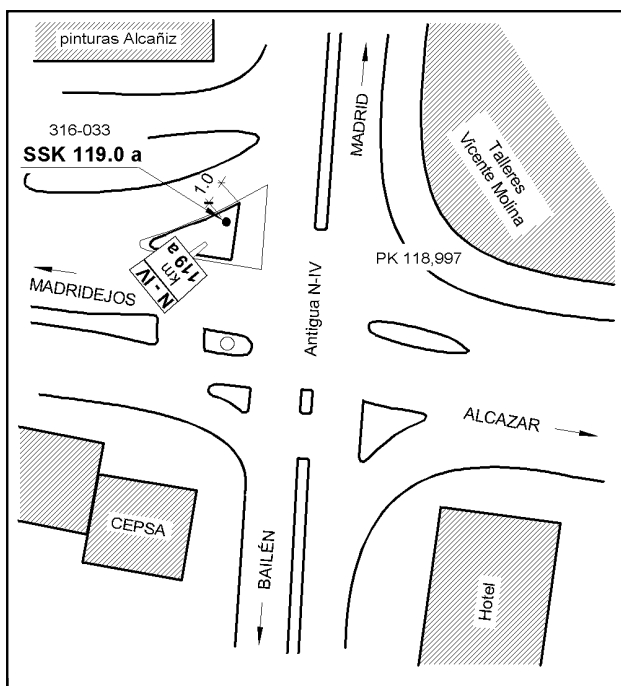 pinturas Alcañiz
316-033
SSK 119.0 a
1.0
MADRID
Talleres
Vicente Molina
N - IV
km
119 a
PK 118,997
MADRIDEJOS
Antigua N-IV
ALCAZAR
CEPSA
BAILÉN
Hotel